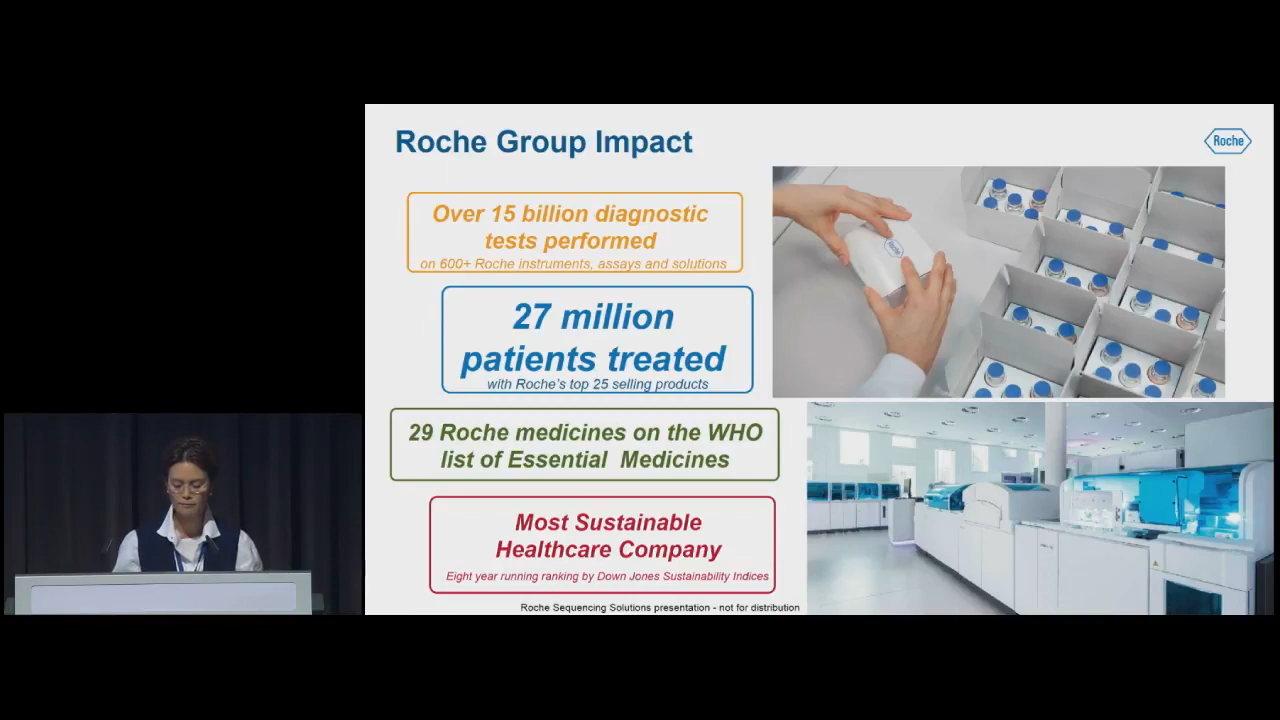 Roche Group Impact
Roche
Over 15 billion diagnostic
tests performed
on 600+ Roche instruments, assays and solutions
Roche
27 million
patients treated
with Roche's top 25 selling products
29 Roche medicines on the WHO
list of Essential Medicines
Most Sustainable
Healthcare Company
Eight year running ranking by Down Jones Sustainability Indices
Roche Sequencing Solutions presentation - not for distribution